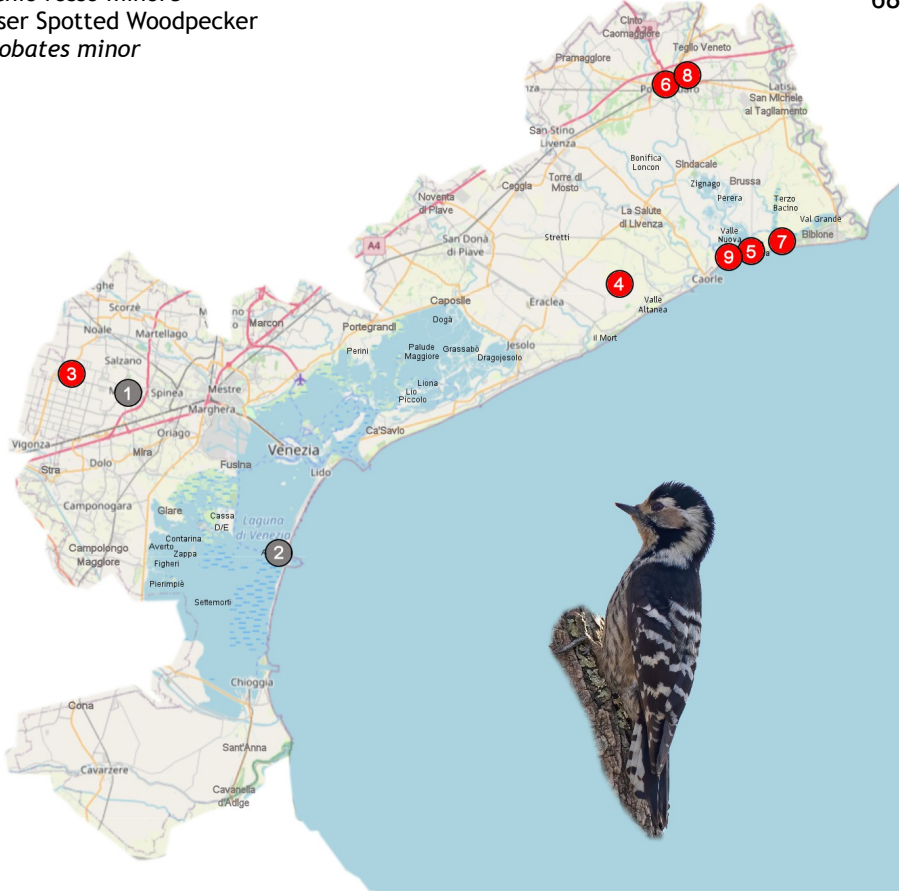 ser Spotted Woodpecker
obates minor
Cinto
Caomaggiore
A28
Teglio Veneto
Pramaggiore
6
8
San Michele
al Tagliamento
San Stino
Livenza
Bonifica
Loncon
Sindacale
Torre di
Mosto
Ceggia
Zignago
Brussa
Perera
Terzo
Bacino
Noventa
di Piave
La Salute
di Livenza
Val Grande
Bibione
Valle
Nuova
A4
San Donà
di Piave
Stretti
9
5
7
Caorle
4
Scorzè
Caposile
Eraclea
Valle
Altanea
Noale
Martellago
Marcon
Portegrandi
Dogà
Jesolo
il Mort
Salzano
Perini
Palude
Maggiore
Grassabò
Dragojesolo
3
1
Spinea
Mestre
Liona
Lio
Piccolo
Marghera
Oriago
Ca'Savio
Vigonza
Mira
Venezia
Stra
Dolo
Fusina
Lido
Camponogara
Glare
Cassa
D/E
Laguna
di Venezia
Contarina
Averto
Zappa
Figheri
Campolongo
Maggiore
2
Pierimpiè
Settemorti
Chioggia
Cona
Sant'Anna
Cavarzere
Cavanella
d'Adige